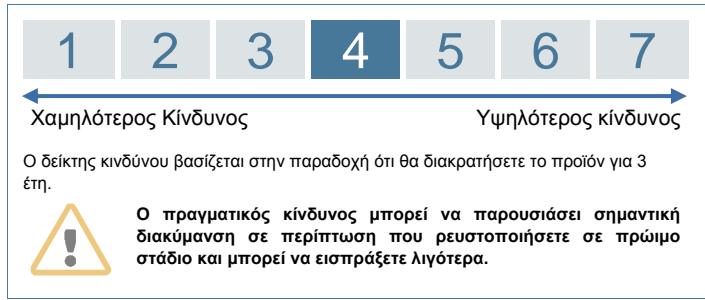 1 2 3 4 5 6 7
Χαμηλότερος Κίνδυνος Υψηλότερος κίνδυνος
Ο δείκτης κινδύνου βασίζεται στην παραδοχή ότι θα διακρατήσετε το προϊόν για 3
έτη.
Ο πραγματικός κίνδυνος μπορεί να παρουσιάσει σημαντική
διακύμανση σε περίπτωση που ρευστοποιήσετε σε πρώιμο
στάδιο και μπορεί να εισπράξετε λιγότερα.